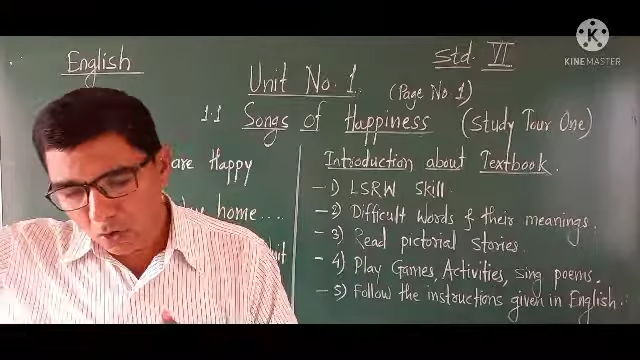 English
Std. VI
KINEMASTER
Unit No. 1
(Page No. 1)
1.1 Songs of Happiness (Study Tour One)
are Happy
home....
Introduction about Textbook.
1) LSRW Skill.
2) Difficult Words & their meanings.
3) Read pictorial stories.
4) Play Games, Activities, sing poems.
5) Follow the instructions given in English.